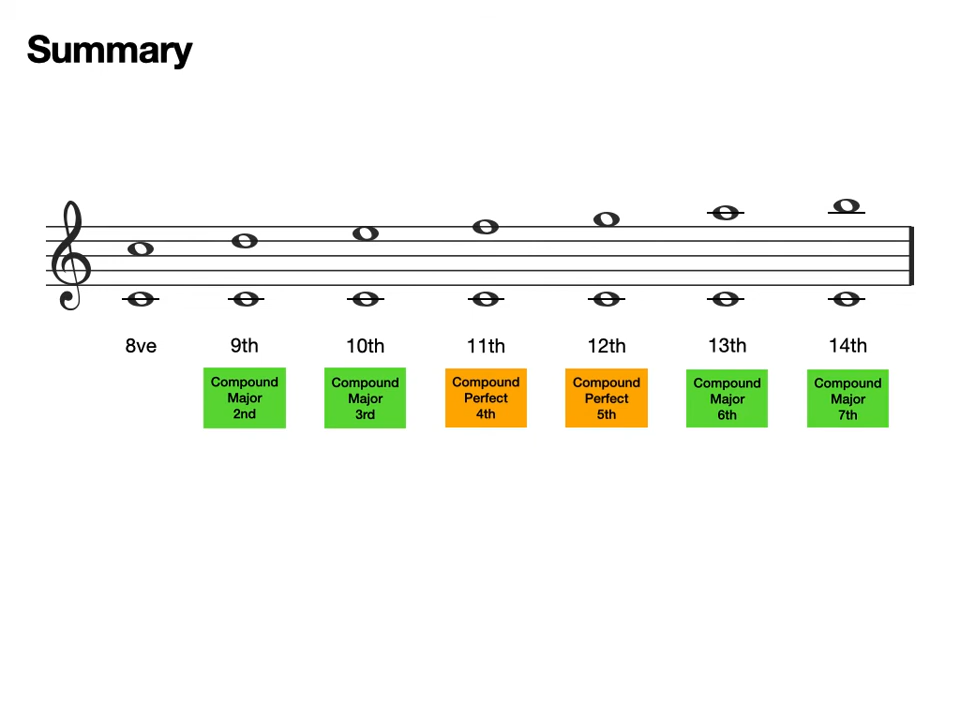 Summary
8ve 9th 10th 11th 12th 13th 14th
Compound Compound Compound Compound Compound Compound
Major Major Perfect Perfect Major Major
2nd 3rd 4th 5th 6th 7th